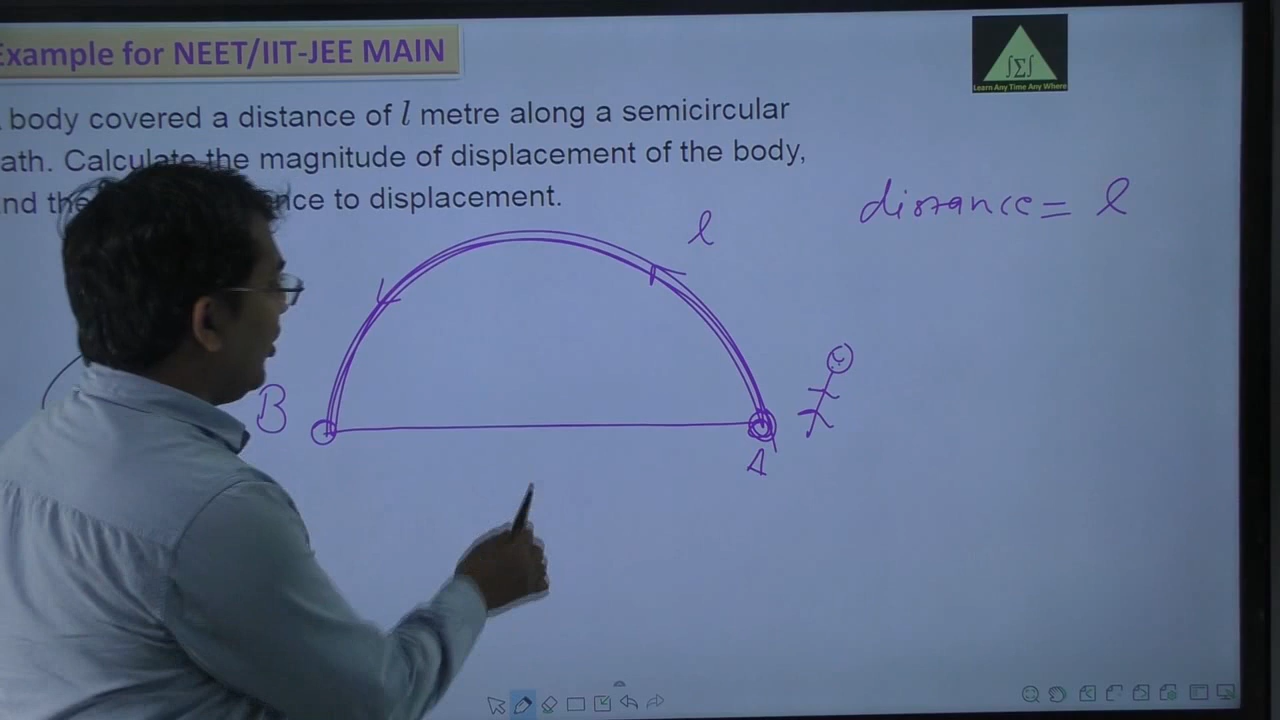 Example for NEET/IIT-JEE MAIN
∫∑∫
Learn Any Time Any Where
body covered a distance of l metre along a semicircular
ath. Calculate the magnitude of displacement of the body,
nd the nce to displacement.
distance = l
l
B
A